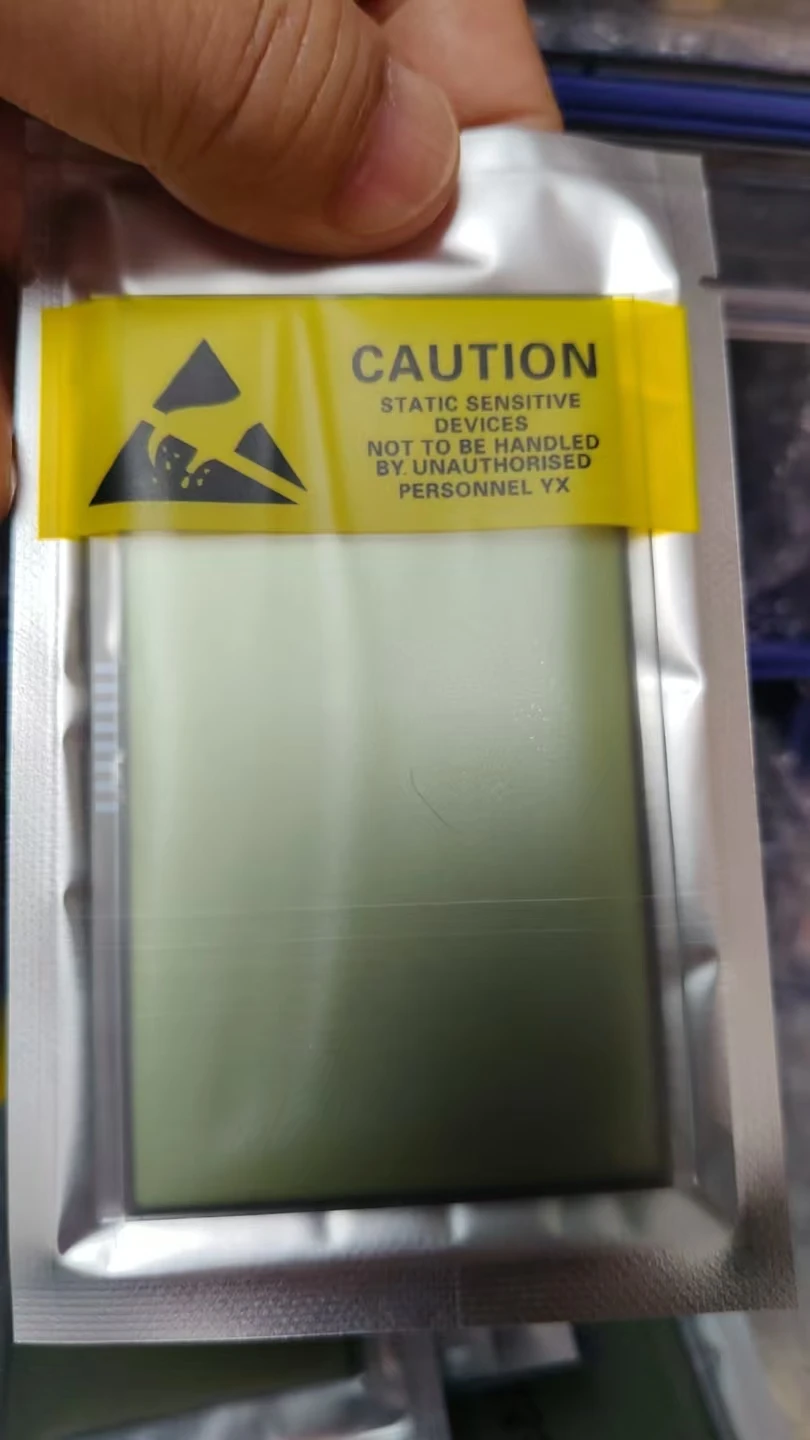 CAUTION
STATIC SENSITIVE
DEVICES
NOT TO BE HANDLED
BY UNAUTHORISED
PERSONNEL YX